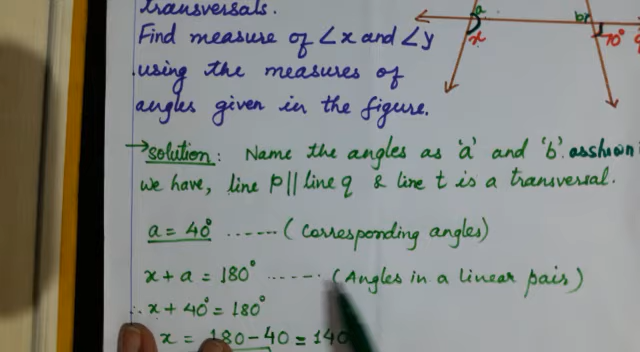 transversals.
Find measure of ∠x and ∠y
using the measures of
angles given in the figure.
a
x
b
70°
→ Solution: Name the angles as 'a' and 'b'. as shown
we have, line p || line q & line t is a transversal.
a = 40° ------ (Corresponding angles)
x + a = 180° ------ (Angles in a linear pair)
∴ x + 40° = 180°
x = 180 - 40 = 140